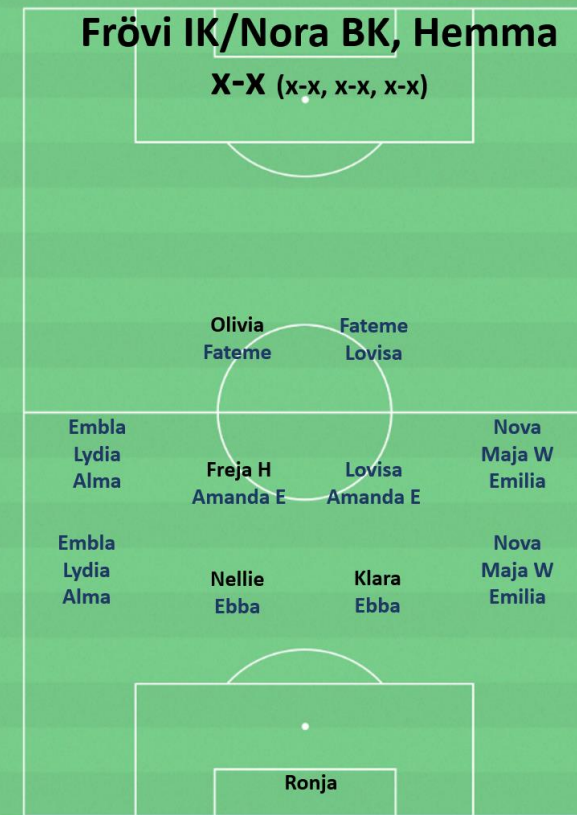 Frövi IK/Nora BK, Hemma
x-x (x-x, x-x, x-x)
Olivia Fateme
Fateme Lovisa
Embla Nova
Lydia Maja W
Freja H Lovisa
Alma Emilia
Amanda E Amanda E
Embla Nova
Lydia Maja W
Nellie Klara
Alma Emilia
Ebba Ebba
Ronja